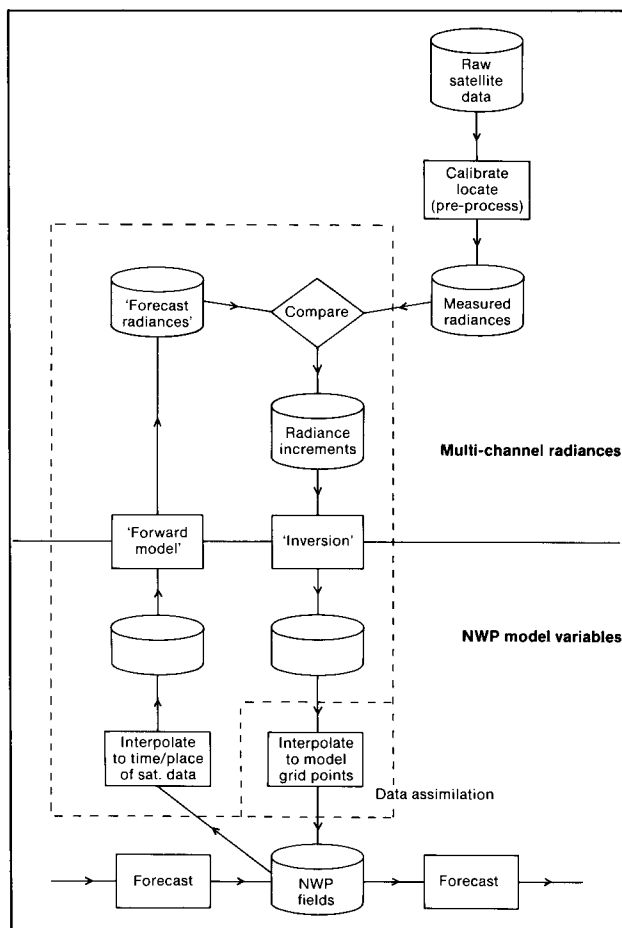 Raw
satellite
data
Calibrate
locate
(pre-process)
Measured
radiances
'Forecast
radiances'
Compare
Radiance
increments
Multi-channel radiances
'Forward
model'
'Inversion'
NWP model variables
Interpolate
to time/place
of sat. data
Interpolate
to model
grid points
Data assimilation
Forecast
NWP
fields
Forecast